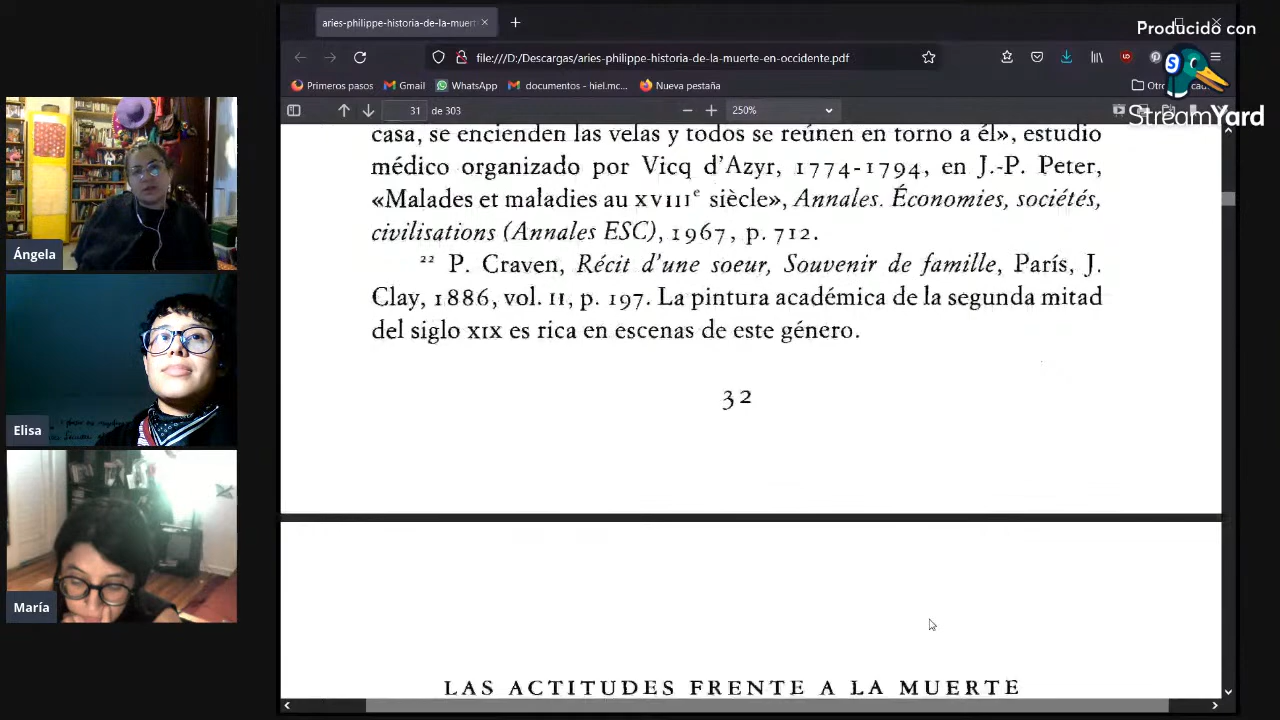 aries-philippe-historia-de-la-muert
Producido con
StreamYard
file:///D:/Descargas/aries-philippe-historia-de-la-muerte-en-occidente.pdf
Primeros pasos
Gmail
WhatsApp
documentos - hiel.mc...
Nueva pestaña
31 de 303
250%
casa, se encienden las velas y todos se reúnen en torno a él», estudio
médico organizado por Vicq d'Azyr, 1774-1794, en J.-P. Peter,
«Malades et maladies au XVIIIe siècle», Annales. Économies, sociétés,
civilisations (Annales ESC), 1967, p. 712.
22 P. Craven, Récit d'une soeur, Souvenir de famille, París, J.
Clay, 1886, vol. II, p. 197. La pintura académica de la segunda mitad
del siglo XIX es rica en escenas de este género.
32
LAS ACTITUDES FRENTE A LA MUERTE
Ángela
Elisa
María